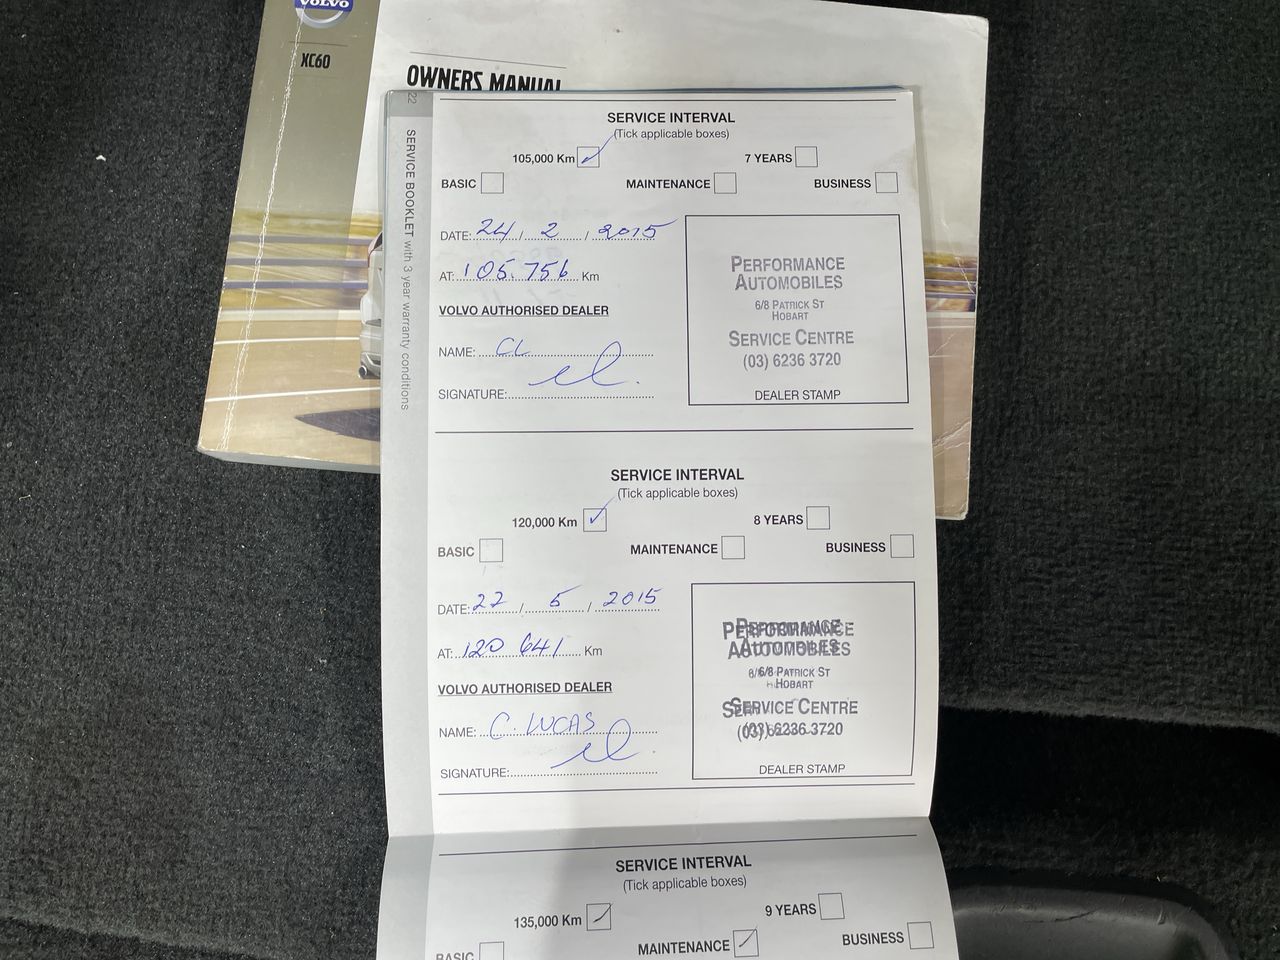 VOLVO
XC60
OWNERS MANUAL
22
SERVICE BOOKLET with 3 year warranty conditions
SERVICE INTERVAL
(Tick applicable boxes)
105,000 Km
7 YEARS
BASIC
MAINTENANCE
BUSINESS
DATE: 24 / 2 / 2015
AT: 105.756 Km
VOLVO AUTHORISED DEALER
NAME: CL
SIGNATURE:
PERFORMANCE
AUTOMOBILES
6/8 PATRICK ST
HOBART
SERVICE CENTRE
(03) 6236 3720
DEALER STAMP
SERVICE INTERVAL
(Tick applicable boxes)
120,000 Km
8 YEARS
BASIC
MAINTENANCE
BUSINESS
DATE: 27 / 5 / 2015
AT: 120 641 Km
VOLVO AUTHORISED DEALER
NAME: C. LUCAS
SIGNATURE:
PERFORMANCE
AUTOMOBILES
6/8 PATRICK ST
HOBART
SERVICE CENTRE
(03) 6236 3720
DEALER STAMP
SERVICE INTERVAL
(Tick applicable boxes)
135,000 Km
9 YEARS
BASIC
MAINTENANCE
BUSINESS